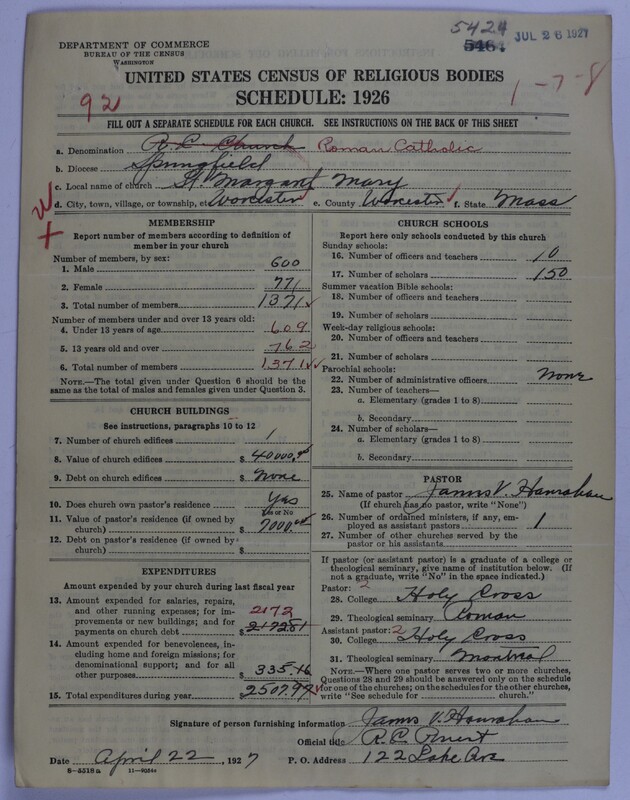 5424
546. JUL 26 1927
DEPARTMENT OF COMMERCE
BUREAU OF THE CENSUS
WASHINGTON
UNITED STATES CENSUS OF RELIGIOUS BODIES
SCHEDULE: 1926
92
1-7-8
FILL OUT A SEPARATE SCHEDULE FOR EACH CHURCH. SEE INSTRUCTIONS ON THE BACK OF THIS SHEET
a. Denomination R. C. Church Roman Catholic
b. Diocese Springfield
c. Local name of church St. Margaret Mary
d. City, town, village, or township, etc Worcester e. County Worcester f. State Mass
MEMBERSHIP
Report number of members according to definition of
member in your church
Number of members, by sex:
1. Male 600
2. Female 771
3. Total number of members 1371
Number of members under and over 13 years old:
4. Under 13 years of age 609
5. 13 years old and over 762
6. Total number of members 1371
NOTE.—The total given under Question 6 should be
same as the total of males and females given under Question 3.
CHURCH BUILDINGS
See instructions, paragraphs 10 to 12
7. Number of church edifices 1
8. Value of church edifices $ 40000.00
9. Debt on church edifices $ None
10. Does church own pastor's residence Yes
Yes or No
11. Value of pastor's residence (if owned by
church) $ 7000.00
12. Debt on pastor's residence (if owned by
church) $
EXPENDITURES
Amount expended by your church during last fiscal year
13. Amount expended for salaries, repairs,
and other running expenses; for im-
provements or new buildings; and for
payments on church debt $ 2172 2172.81
14. Amount expended for benevolences, in-
cluding home and foreign missions; for
denominational support; and for all
other purposes $ 335.16
15. Total expenditures during year $ 2507.97
CHURCH SCHOOLS
Report here only schools conducted by this church
Sunday schools:
16. Number of officers and teachers 10
17. Number of scholars 150
Summer vacation Bible schools:
18. Number of officers and teachers
19. Number of scholars
Week-day religious schools:
20. Number of officers and teachers
21. Number of scholars
Parochial schools:
22. Number of administrative officers None
23. Number of teachers—
a. Elementary (grades 1 to 8)
b. Secondary
24. Number of scholars—
a. Elementary (grades 1 to 8)
b. Secondary
PASTOR
25. Name of pastor James V. Hanrahan
(If church has no pastor, write "None")
26. Number of ordained ministers, if any, em-
ployed as assistant pastors 1
27. Number of other churches served by the
pastor or his assistants
If pastor (or assistant pastor) is a graduate of a college or
theological seminary, give name of institution below. (If
not a graduate, write "No" in the space indicated.)
Pastor: 2
28. College Holy Cross
29. Theological seminary Roman
Assistant pastor: 2
30. College Holy Cross
31. Theological seminary Montreal
NOTE.—Where one pastor serves two or more churches,
Questions 28 and 29 should be answered only on the schedule
for one of the churches; on the schedules for the other churches,
write "See schedule for church."
Signature of person furnishing information James V. Hanrahan
Official title R. C. Priest
Date April 22, 1927 P. O. Address 122 Lake Ave
8-5318a 11-9054